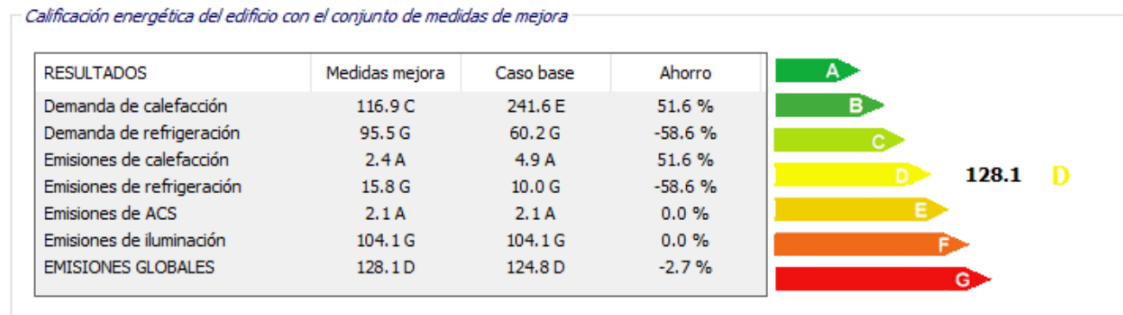 Calificación energética del edificio con el conjunto de medidas de mejora
RESULTADOS Medidas mejora Caso base Ahorro
Demanda de calefacción 116.9 C 241.6 E 51.6 %
Demanda de refrigeración 95.5 G 60.2 G -58.6 %
Emisiones de calefacción 2.4 A 4.9 A 51.6 %
Emisiones de refrigeración 15.8 G 10.0 G -58.6 %
Emisiones de ACS 2.1 A 2.1 A 0.0 %
Emisiones de iluminación 104.1 G 104.1 G 0.0 %
EMISIONES GLOBALES 128.1 D 124.8 D -2.7 %
A
B
C
D 128.1 D
E
F
G